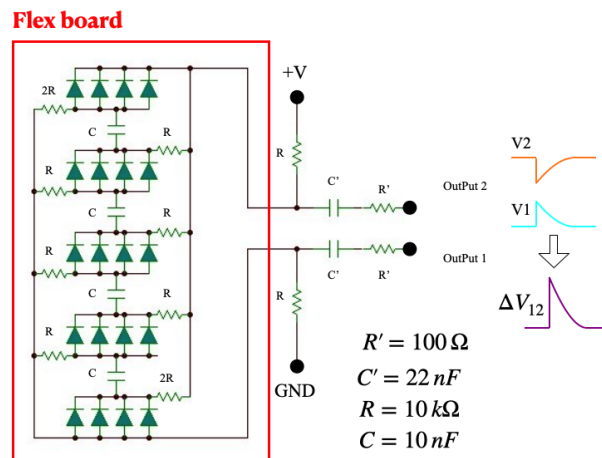 Flex board
2R
C
R
R
C
R
R
C
R
R
C
R
2R
+V
R
C'
R'
OutPut 2
OutPut 1
C'
R'
R
GND
V2
V1
ΔV12
R' = 100 Ω
C' = 22 nF
R = 10 kΩ
C = 10 nF